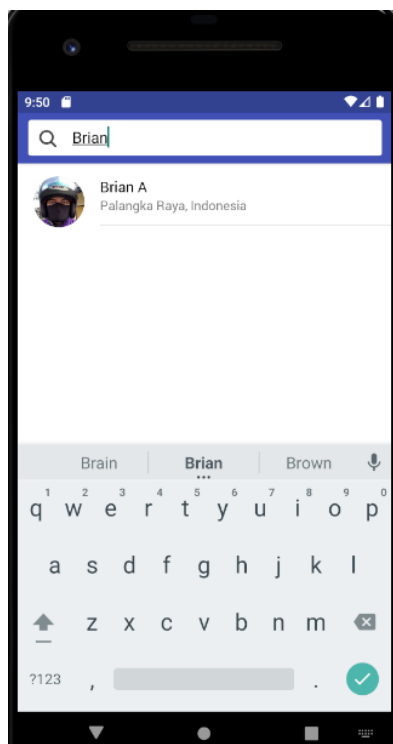 9:50
Brian
Brian A
Palangka Raya, Indonesia
Brain Brian Brown
1 2 3 4 5 6 7 8 9 0
q w e r t y u i o p
a s d f g h j k l
z x c v b n m
?123 , .